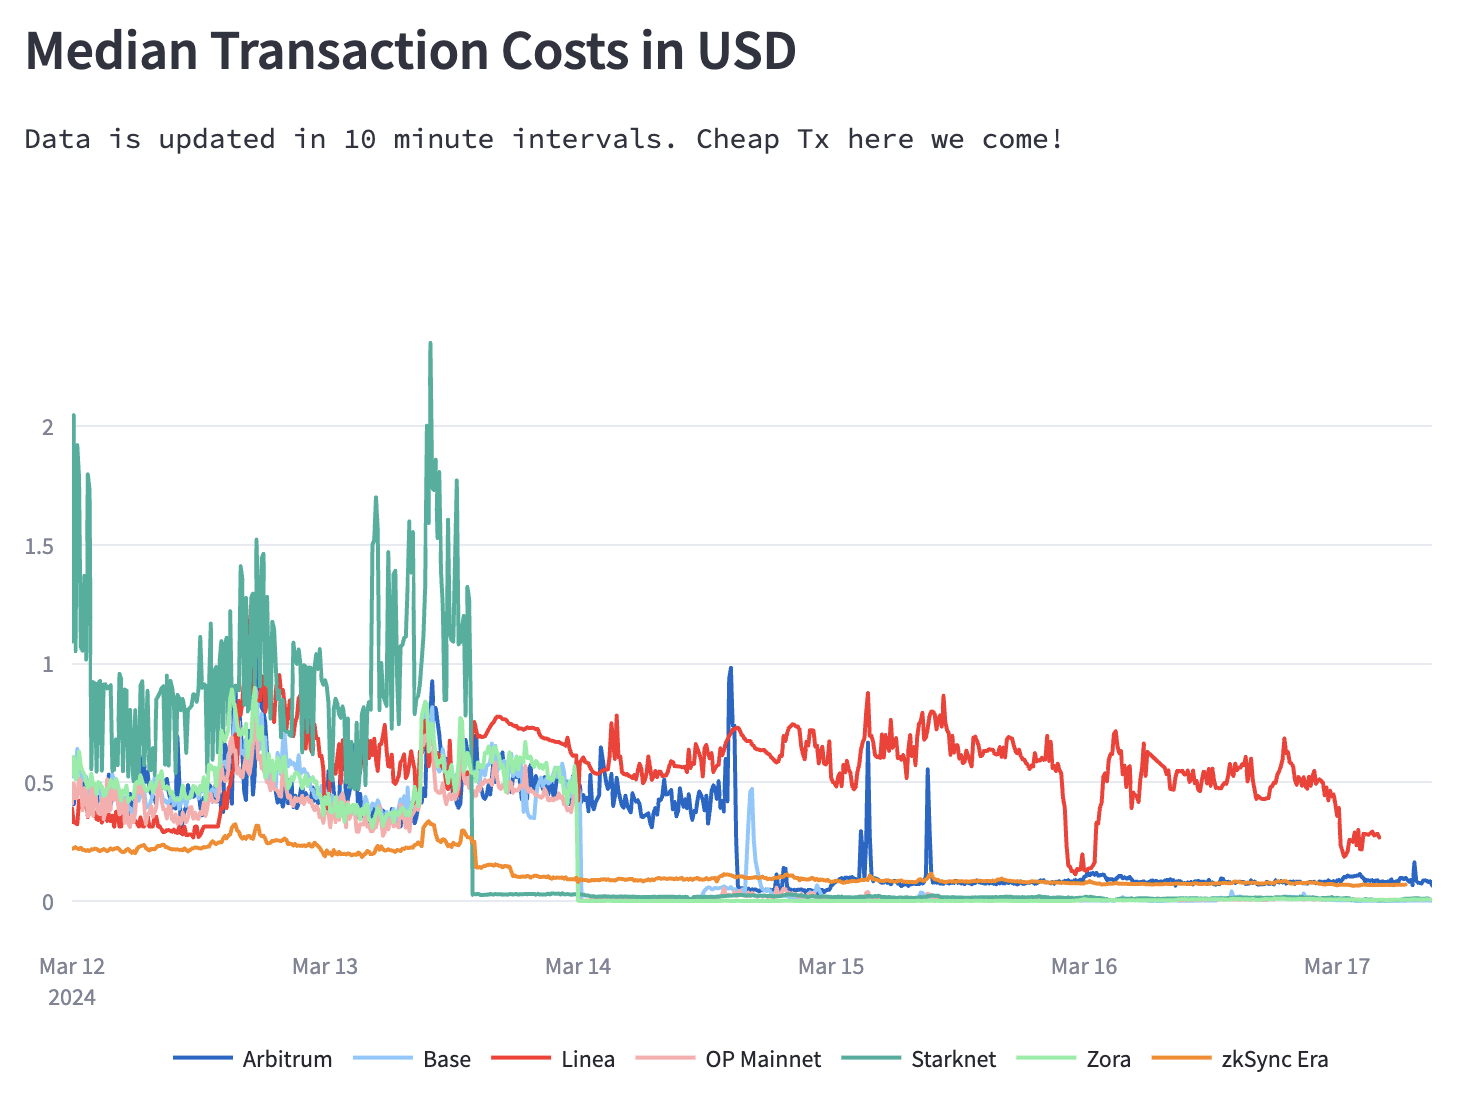 Median Transaction Costs in USD
Data is updated in 10 minute intervals. Cheap Tx here we come!
2
1.5
1
0.5
0
Mar 12 Mar 13 Mar 14 Mar 15 Mar 16 Mar 17
2024
Arbitrum Base Linea OP Mainnet Starknet Zora zkSync Era